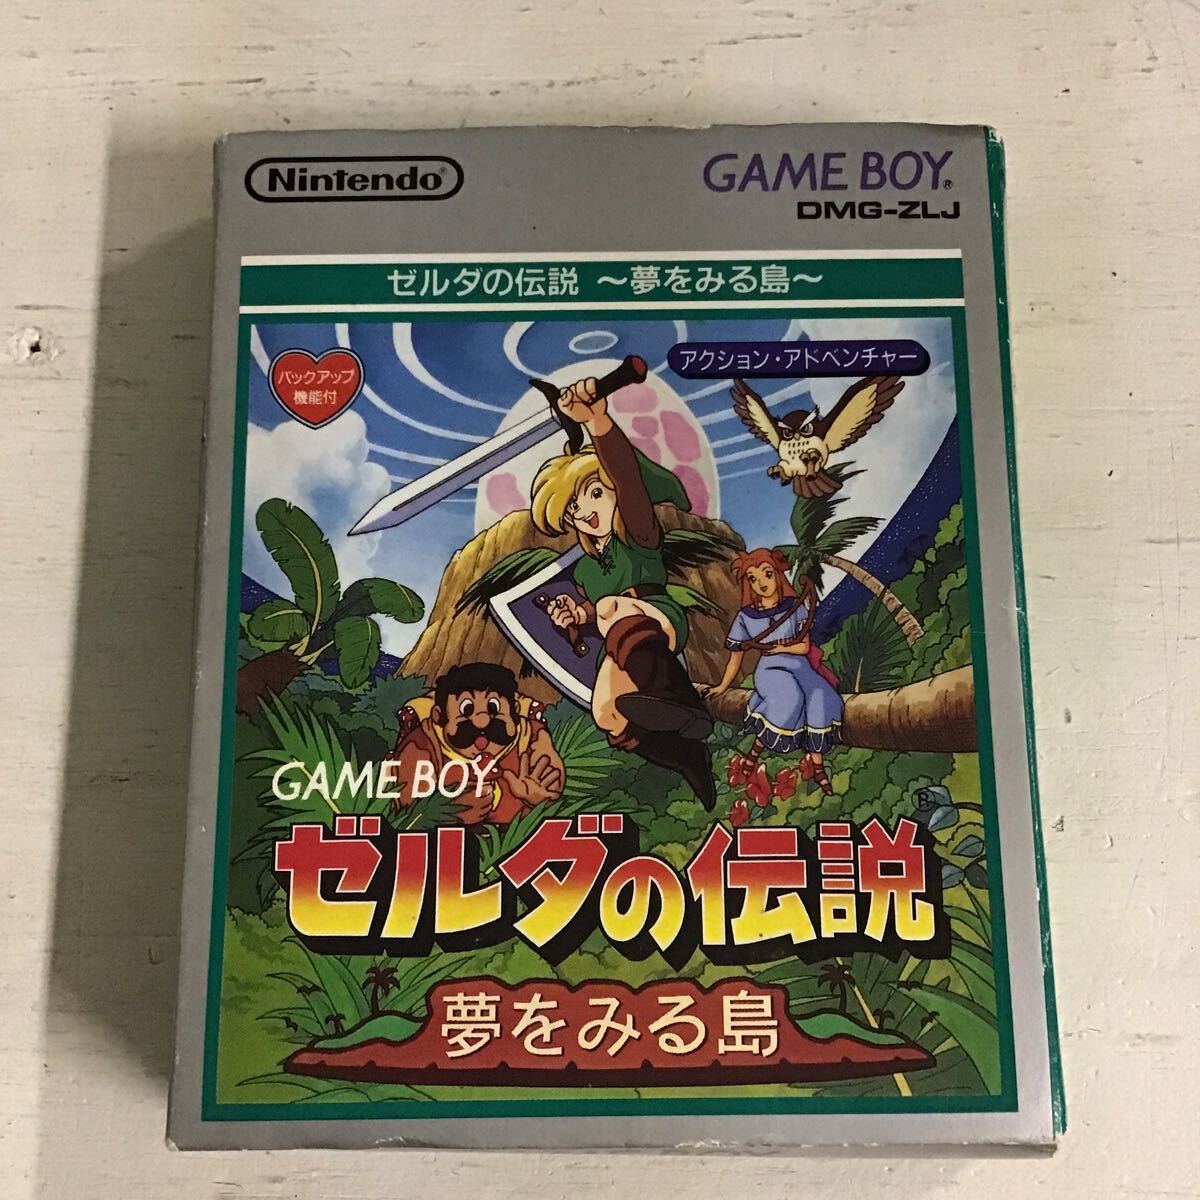 Nintendo®
GAME BOY®
DMG-ZLJ
ゼルダの伝説 ～夢をみる島～
バックアップ
機能付
アクション・アドベンチャー
GAME BOY
®
ゼルダの伝説
夢をみる島